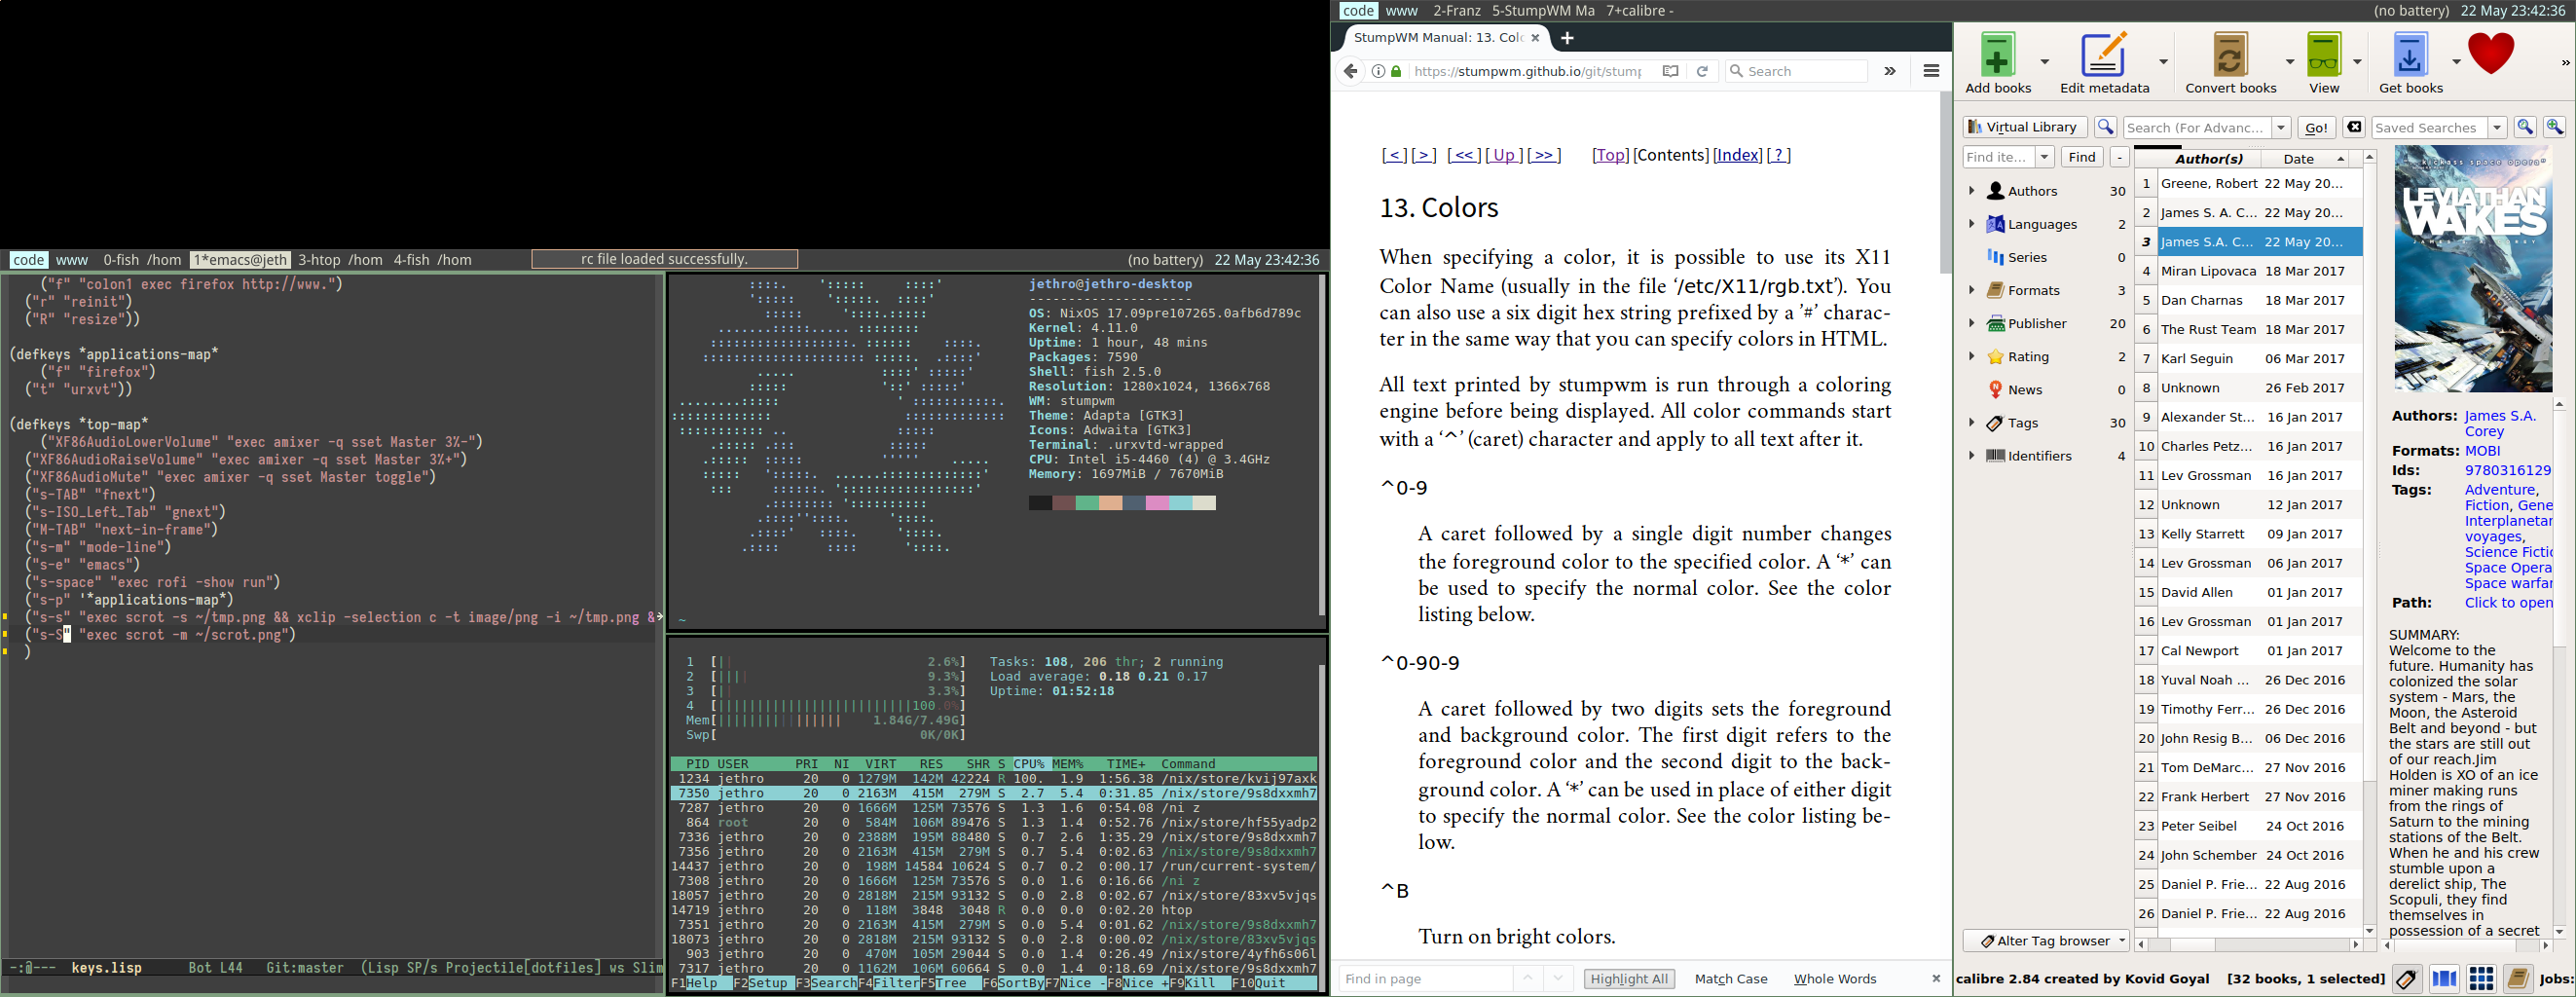 code www 0-fish /hom 1*emacs@jeth 3-htop /hom 4-fish /hom
rc file loaded successfully.
(no battery) 22 May 23:42:36
("f" "colon1 exec firefox http://www.")
("r" "reinit")
("R" "resize"))
(defkeys *applications-map*
("f" "firefox")
("t" "urxvt"))
(defkeys *top-map*
("XF86AudioLowerVolume" "exec amixer -q sset Master 3%-")
("XF86AudioRaiseVolume" "exec amixer -q sset Master 3%+")
("XF86AudioMute" "exec amixer -q sset Master toggle")
("s-TAB" "fnext")
("s-ISO_Left_Tab" "gnext")
("M-TAB" "next-in-frame")
("s-m" "mode-line")
("s-e" "emacs")
("s-space" "exec rofi -show run")
("s-p" '*applications-map*)
("s-s" "exec scrot -s ~/tmp.png && xclip -selection c -t image/png -i ~/tmp.png &
("s-S" "exec scrot -m ~/scrot.png")
)
-:@--- keys.lisp Bot L44 Git:master (Lisp SP/s Projectile[dotfiles] ws Slim
jethro@jethro-desktop
----------------------
OS: NixOS 17.09pre107265.0afb6d789c
Kernel: 4.11.0
Uptime: 1 hour, 48 mins
Packages: 7590
Shell: fish 2.5.0
Resolution: 1280x1024, 1366x768
WM: stumpwm
Theme: Adapta [GTK3]
Icons: Adwaita [GTK3]
Terminal: .urxvtd-wrapped
CPU: Intel i5-4460 (4) @ 3.4GHz
Memory: 1697MiB / 7670MiB
~
1 [|| 2.6%] Tasks: 108, 206 thr; 2 running
2 [|||| 9.3%] Load average: 0.18 0.21 0.17
3 [|| 3.3%] Uptime: 01:52:18
4 [||||||||||||||||||||||||100.0%]
Mem[|||||||||||||||| 1.84G/7.49G]
Swp[ 0K/0K]
PID USER PRI NI VIRT RES SHR S CPU% MEM% TIME+ Command
1234 jethro 20 0 1279M 142M 42224 R 100. 1.9 1:56.38 /nix/store/kvij97axk
7350 jethro 20 0 2163M 415M 279M S 2.7 5.4 0:31.85 /nix/store/9s8dxxmh7
7287 jethro 20 0 1666M 125M 73576 S 1.3 1.6 0:54.08 /ni z
864 root 20 0 584M 106M 89476 S 1.3 1.4 0:52.76 /nix/store/hf55yadp2
7336 jethro 20 0 2388M 195M 88480 S 0.7 2.6 1:35.29 /nix/store/9s8dxxmh7
7356 jethro 20 0 2163M 415M 279M S 0.7 5.4 0:02.63 /nix/store/9s8dxxmh7
14437 jethro 20 0 198M 14584 10624 S 0.7 0.2 0:00.17 /run/current-system/
7308 jethro 20 0 1666M 125M 73576 S 0.0 1.6 0:16.66 /ni z
18057 jethro 20 0 2818M 215M 93132 S 0.0 2.8 0:02.67 /nix/store/83xv5vjqs
14719 jethro 20 0 118M 3848 3048 R 0.0 0.0 0:02.20 htop
7351 jethro 20 0 2163M 415M 279M S 0.0 5.4 0:01.62 /nix/store/9s8dxxmh7
18073 jethro 20 0 2818M 215M 93132 S 0.0 2.8 0:00.02 /nix/store/83xv5vjqs
903 jethro 20 0 470M 105M 29044 S 0.0 1.4 0:26.49 /nix/store/4yfh6s06l
7317 jethro 20 0 1162M 106M 60664 S 0.0 1.4 0:18.69 /nix/store/9s8dxxmh7
F1Help F2Setup F3SearchF4FilterF5Tree F6SortByF7Nice -F8Nice +F9Kill F10Quit
code www 2-Franz 5-StumpWM Ma 7+calibre -
(no battery) 22 May 23:42:36
StumpWM Manual: 13. Colo
https://stumpwm.github.io/git/stump
Search
[ < ] [ > ] [ << ] [ Up ] [ >> ] [Top] [Contents] [Index] [ ? ]
13. Colors
When specifying a color, it is possible to use its X11
Color Name (usually in the file ‘/etc/X11/rgb.txt’). You
can also use a six digit hex string prefixed by a ’#’ charac-
ter in the same way that you can specify colors in HTML.
All text printed by stumpwm is run through a coloring
engine before being displayed. All color commands start
with a ‘^’ (caret) character and apply to all text after it.
^0-9
A caret followed by a single digit number changes
the foreground color to the specified color. A ‘*’ can
be used to specify the normal color. See the color
listing below.
^0-90-9
A caret followed by two digits sets the foreground
and background color. The first digit refers to the
foreground color and the second digit to the back-
ground color. A ‘*’ can be used in place of either digit
to specify the normal color. See the color listing be-
low.
^B
Turn on bright colors.
Find in page
Highlight All Match Case Whole Words
Add books Edit metadata Convert books View Get books
Virtual Library Search (For Advanc... Go! Saved Searches
Find ite... Find -
Authors 30
Languages 2
Series 0
Formats 3
Publisher 20
Rating 2
News 0
Tags 30
Identifiers 4
Alter Tag browser
Author(s) Date
1 Greene, Robert 22 May 20...
2 James S. A. C... 22 May 20...
3 James S.A. C... 22 May 20...
4 Miran Lipovaca 18 Mar 2017
5 Dan Charnas 18 Mar 2017
6 The Rust Team 18 Mar 2017
7 Karl Seguin 06 Mar 2017
8 Unknown 26 Feb 2017
9 Alexander St... 16 Jan 2017
10 Charles Petz... 16 Jan 2017
11 Lev Grossman 16 Jan 2017
12 Unknown 12 Jan 2017
13 Kelly Starrett 09 Jan 2017
14 Lev Grossman 06 Jan 2017
15 David Allen 01 Jan 2017
16 Lev Grossman 01 Jan 2017
17 Cal Newport 01 Jan 2017
18 Yuval Noah ... 26 Dec 2016
19 Timothy Ferr... 26 Dec 2016
20 John Resig B... 06 Dec 2016
21 Tom DeMarc... 27 Nov 2016
22 Frank Herbert 27 Nov 2016
23 Peter Seibel 24 Oct 2016
24 John Schember 24 Oct 2016
25 Daniel P. Frie... 22 Aug 2016
26 Daniel P. Frie... 22 Aug 2016
"kickass space opera"
LEVIATHAN
WAKES
Authors: James S.A.
Corey
Formats: MOBI
Ids: 9780316129
Tags: Adventure,
Fiction, Gene
Interplanetar
voyages,
Science Fictio
Space Opera
Space warfar
Path: Click to open
SUMMARY:
Welcome to the
future. Humanity has
colonized the solar
system - Mars, the
Moon, the Asteroid
Belt and beyond - but
the stars are still out
of our reach.Jim
Holden is XO of an ice
miner making runs
from the rings of
Saturn to the mining
stations of the Belt.
When he and his crew
stumble upon a
derelict ship, The
Scopuli, they find
themselves in
possession of a secret
calibre 2.84 created by Kovid Goyal [32 books, 1 selected] Jobs: